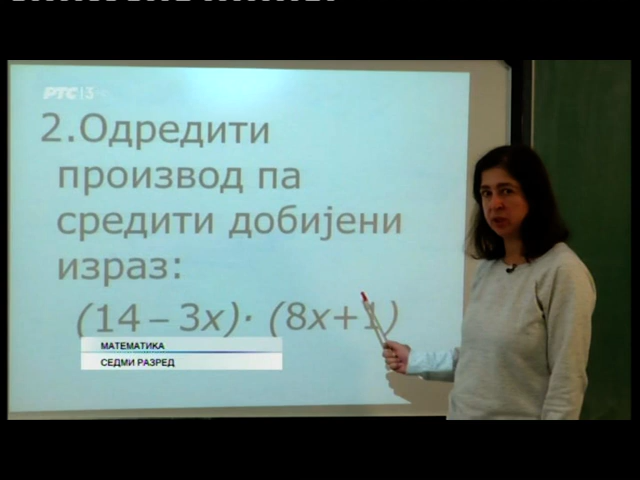 РТС 3
2.Одредити
производ па
средити добијени
израз:
(14 – 3x)· (8x+1)
МАТЕМАТИКА
СЕДМИ РАЗРЕД